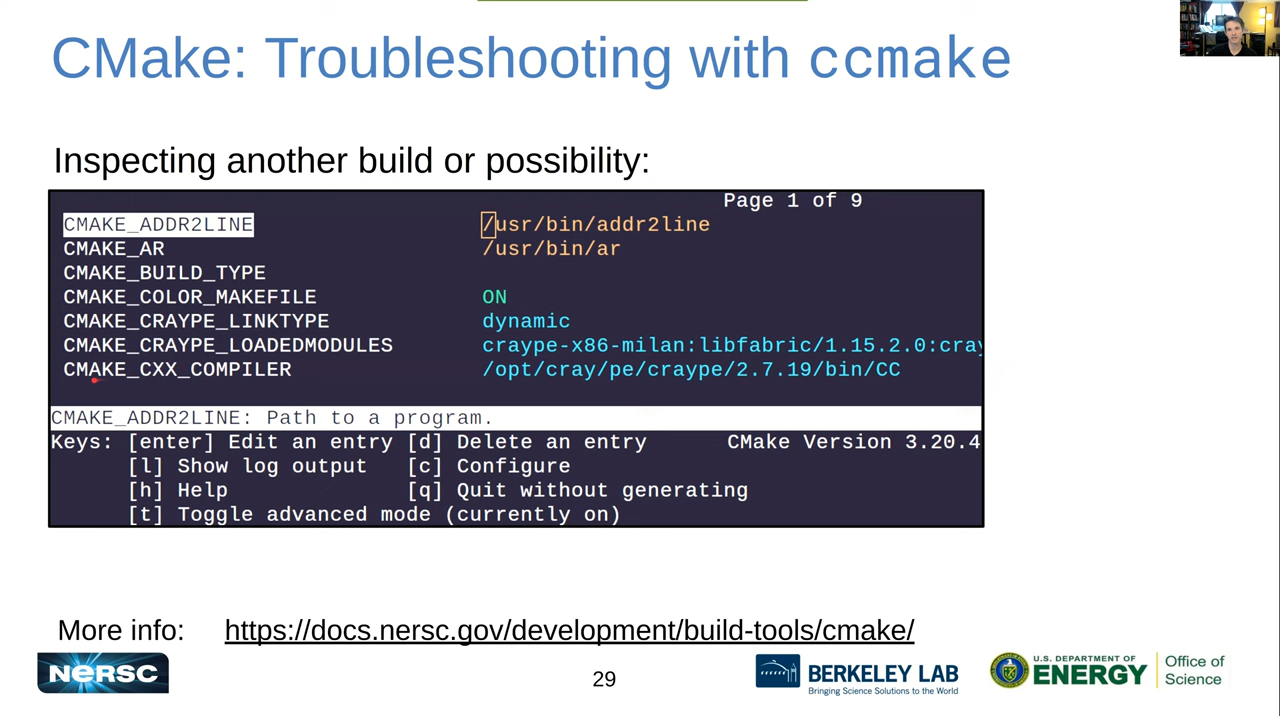 CMake: Troubleshooting with ccmake
Inspecting another build or possibility:
Page 1 of 9
CMAKE_ADDR2LINE /usr/bin/addr2line
CMAKE_AR /usr/bin/ar
CMAKE_BUILD_TYPE
CMAKE_COLOR_MAKEFILE ON
CMAKE_CRAYPE_LINKTYPE dynamic
CMAKE_CRAYPE_LOADEDMODULES craype-x86-milan:libfabric/1.15.2.0:cray
CMAKE_CXX_COMPILER /opt/cray/pe/craype/2.7.19/bin/CC
CMAKE_ADDR2LINE: Path to a program.
Keys: [enter] Edit an entry [d] Delete an entry CMake Version 3.20.4
[l] Show log output [c] Configure
[h] Help [q] Quit without generating
[t] Toggle advanced mode (currently on)
More info: https://docs.nersc.gov/development/build-tools/cmake/
NERSC
29
BERKELEY LAB
Bringing Science Solutions to the World
U.S. DEPARTMENT OF
ENERGY
Office of
Science